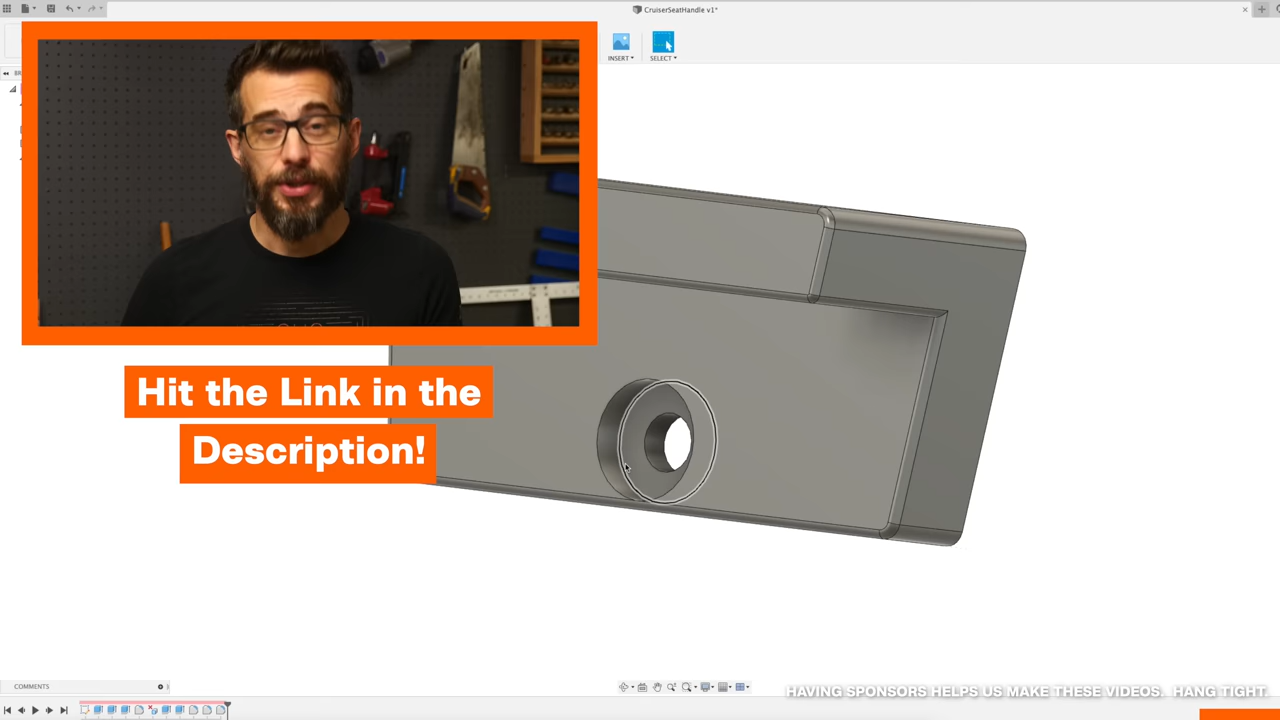 CruiserSeatHandle v1*
INSERT
SELECT
Hit the Link in the
Description!
COMMENTS
HAVING SPONSORS HELPS US MAKE THESE VIDEOS. HANG TIGHT.